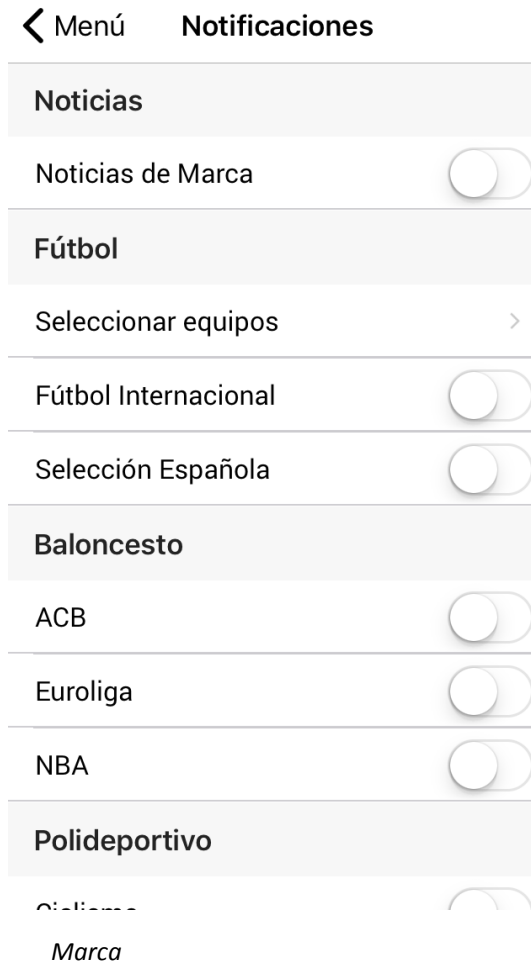 Menú Notificaciones
Noticias
Noticias de Marca
Fútbol
Seleccionar equipos
Fútbol Internacional
Selección Española
Baloncesto
ACB
Euroliga
NBA
Polideportivo
Ciclismo
Marca